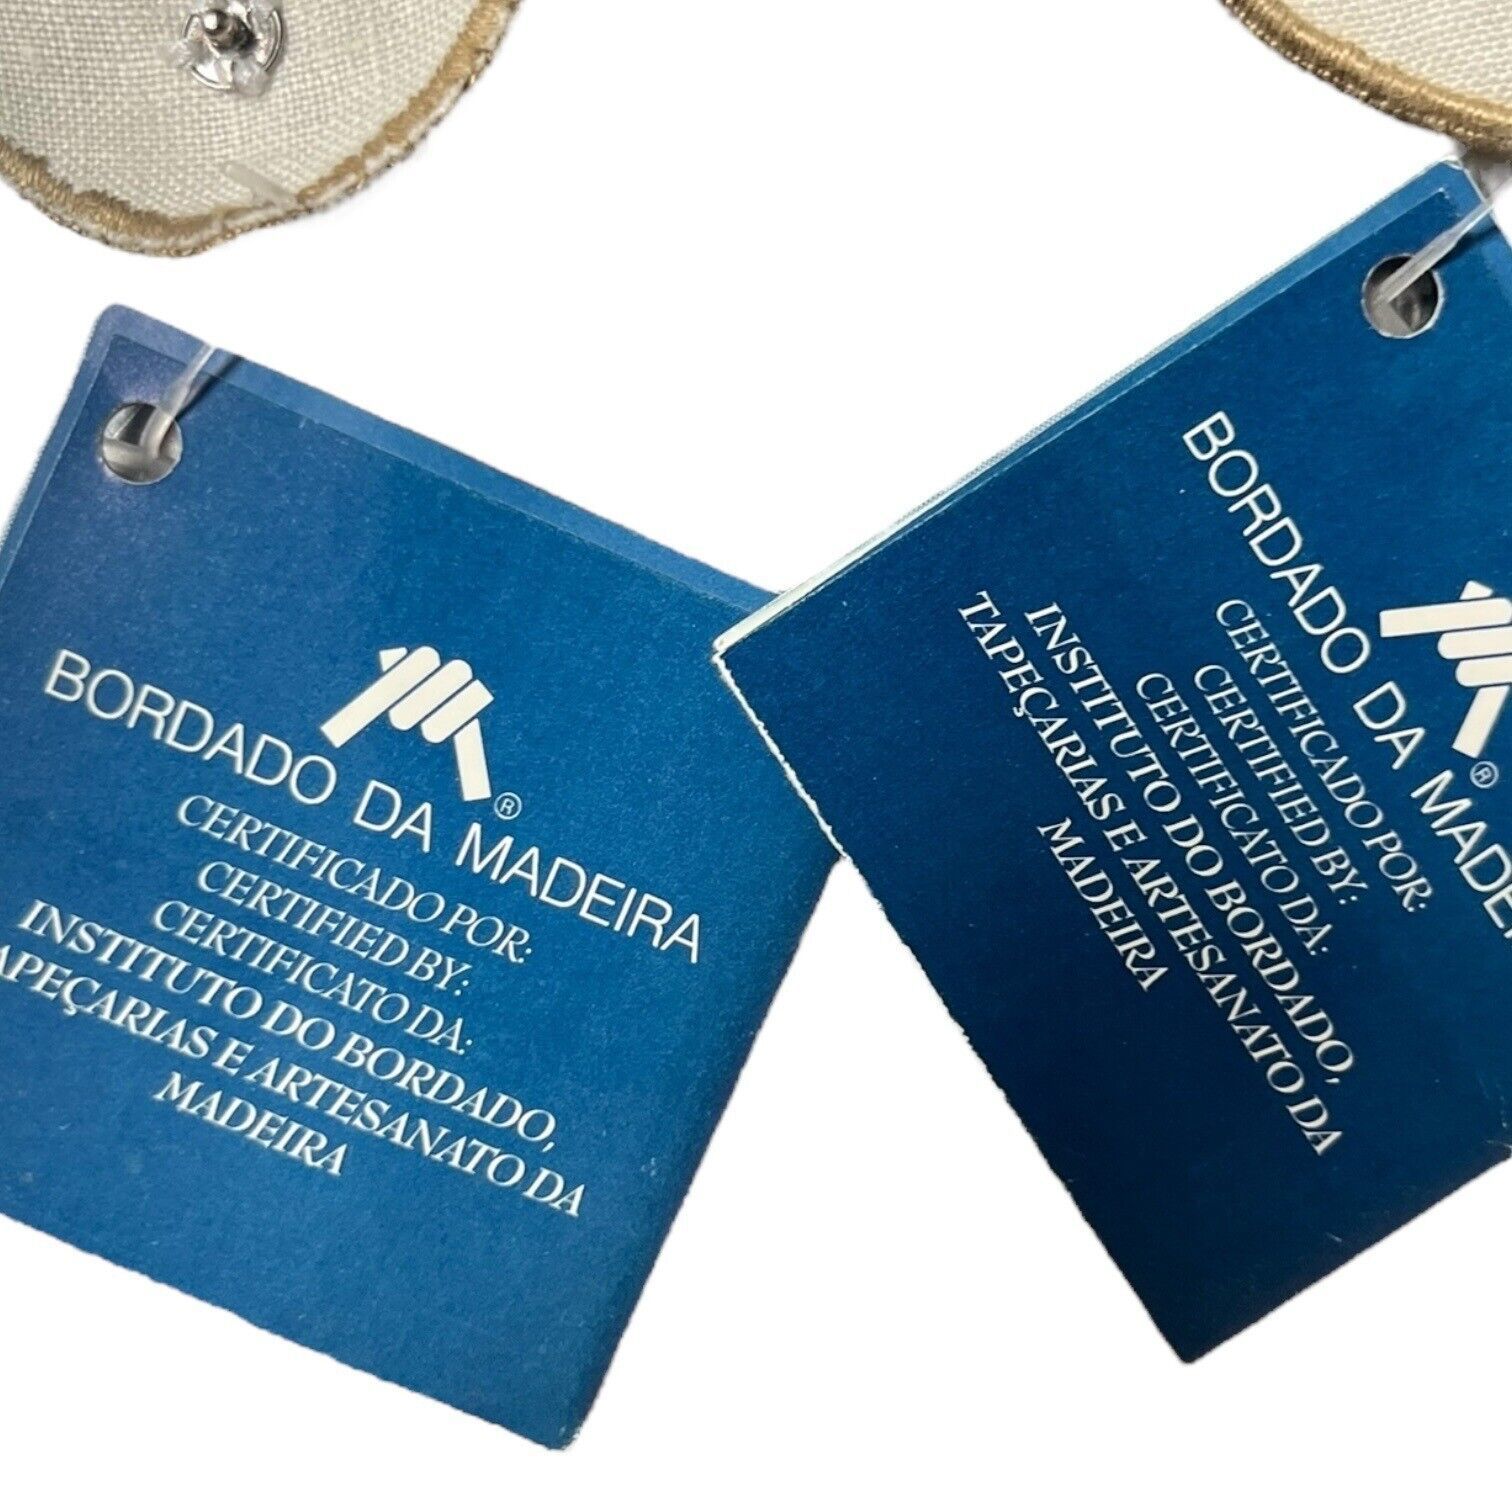 BORDADO DA MADEIRA
®
CERTIFICADO POR:
CERTIFIED BY:
CERTIFICATO DA:
INSTITUTO DO BORDADO,
APEÇARIAS E ARTESANATO DA
MADEIRA
BORDADO DA MADE
®
CERTIFICADO POR:
CERTIFIED BY:
CERTIFICATO DA:
INSTITUTO DO BORDADO,
TAPEÇARIAS E ARTESANATO DA
MADEIRA